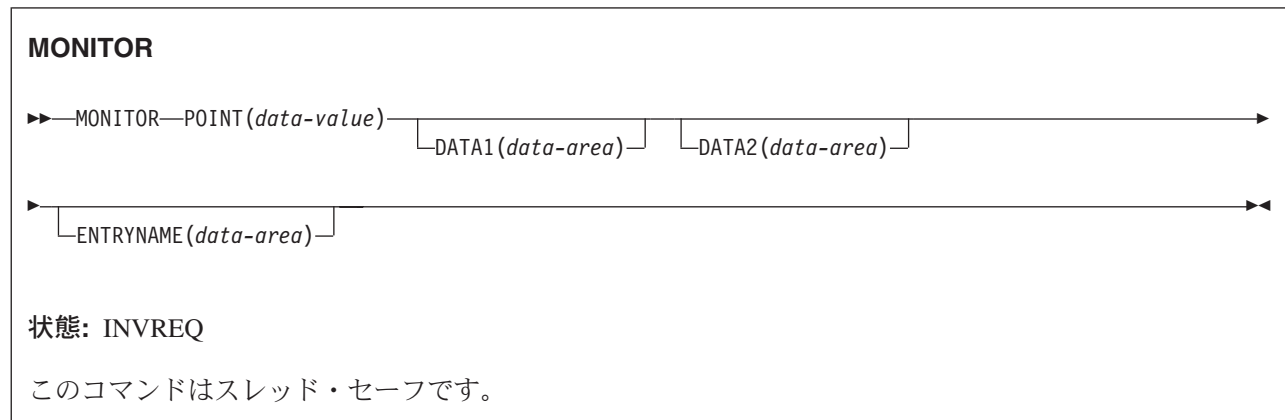 MONITOR
MONITOR POINT(data-value)
DATA1(data-area) DATA2(data-area)
ENTRYNAME(data-area)
状態: INVREQ
このコマンドはスレッド・セーフです。